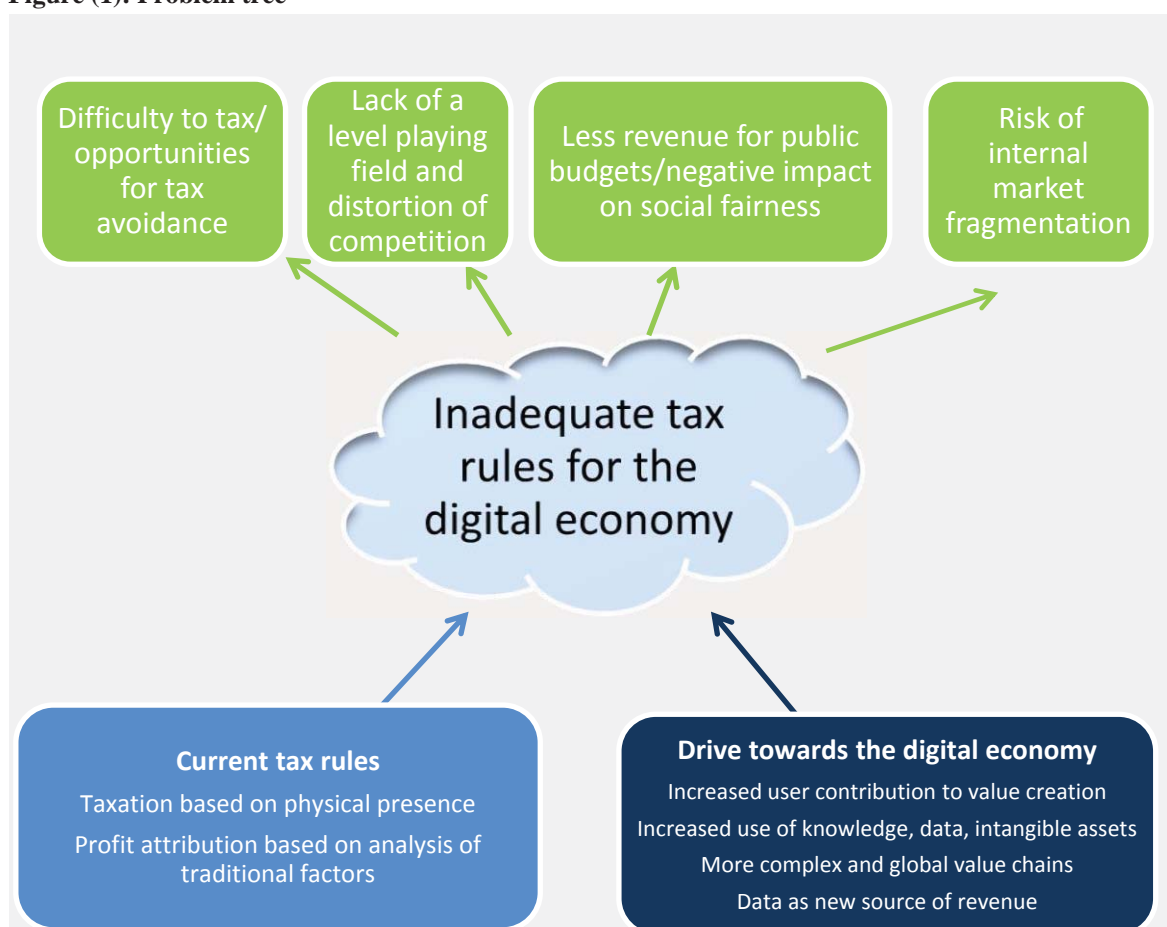 Figure (1): Problem tree
Difficulty to tax/
opportunities
for tax
avoidance
Lack of a
level playing
field and
distortion of
competition
Less revenue for public
budgets/negative impact
on social fairness
Risk of
internal
market
fragmentation
Inadequate tax
rules for the
digital economy
Current tax rules
Taxation based on physical presence
Profit attribution based on analysis of
traditional factors
Drive towards the digital economy
Increased user contribution to value creation
Increased use of knowledge, data, intangible assets
More complex and global value chains
Data as new source of revenue